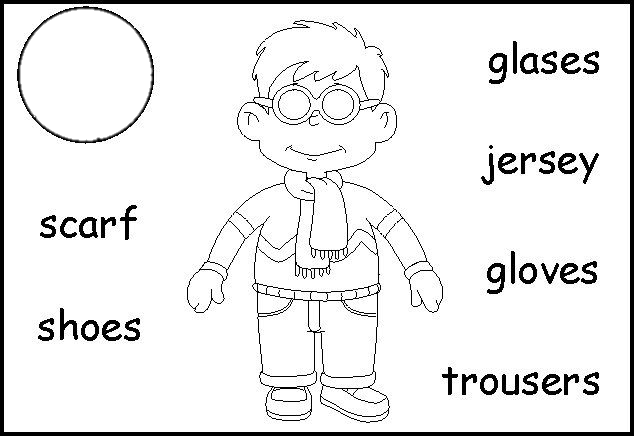 glases
jersey
scarf
gloves
shoes
trousers